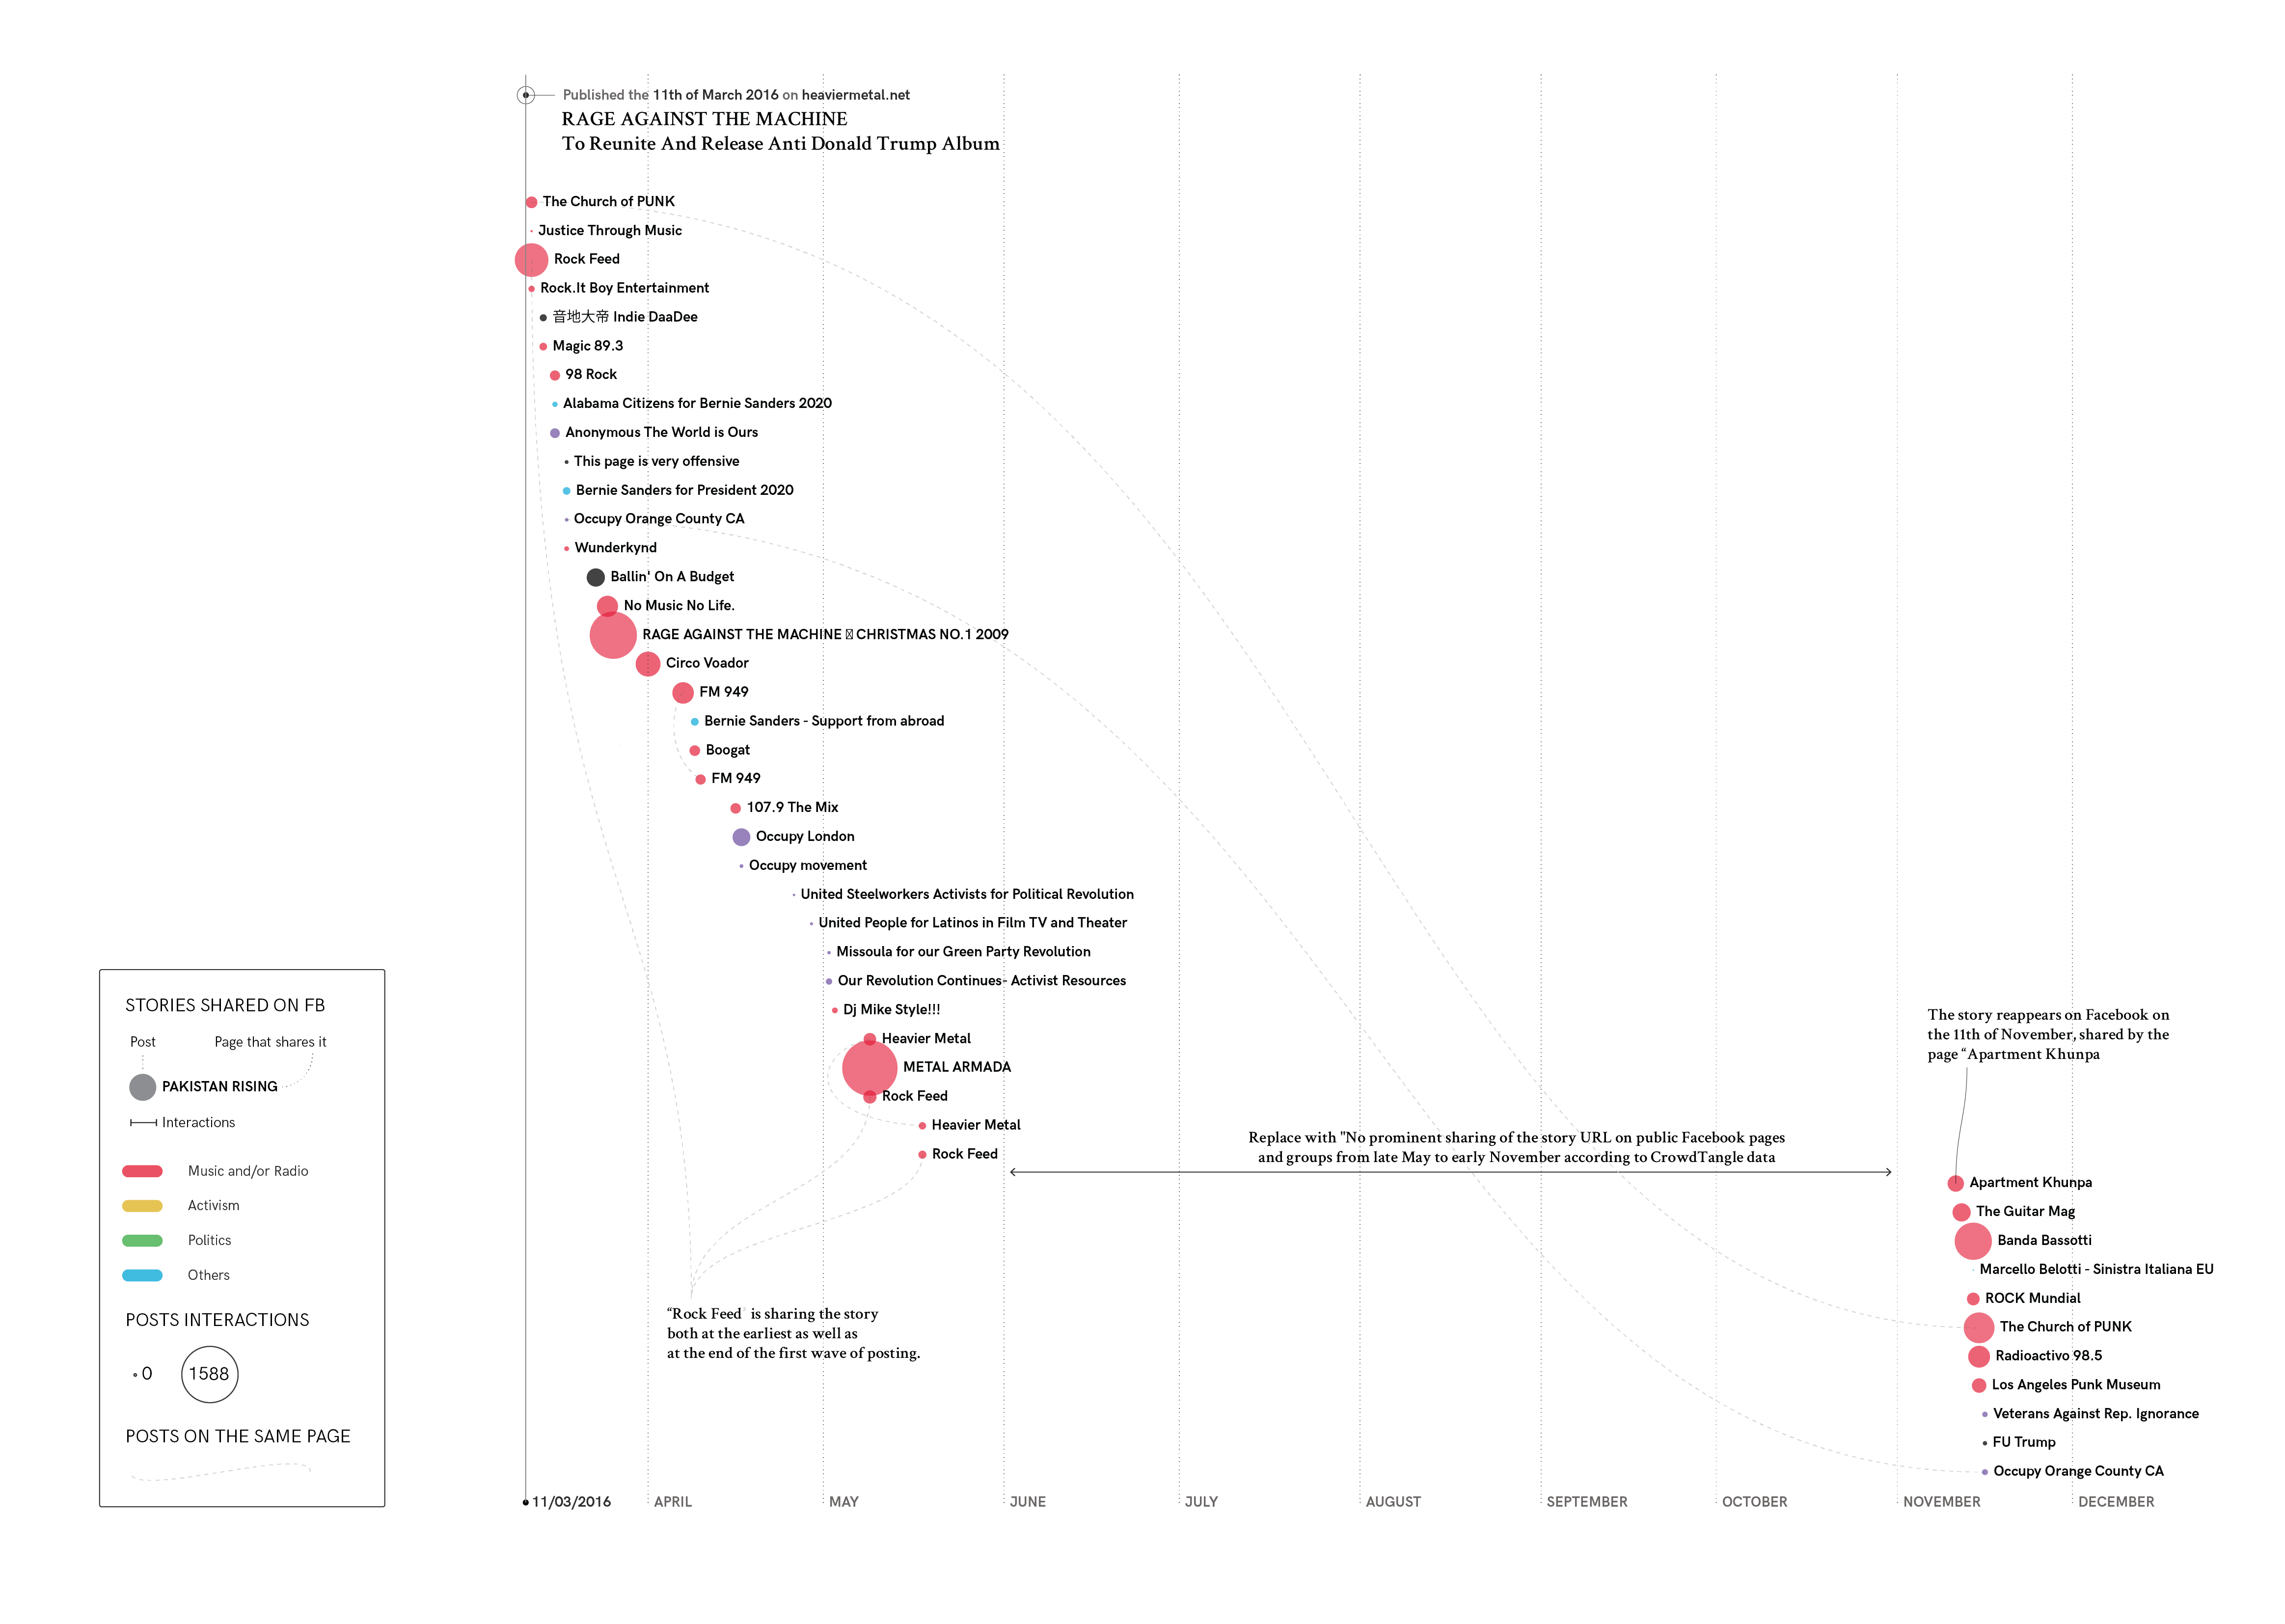 Published the 11th of March 2016 on heaviermetal.net
RAGE AGAINST THE MACHINE
To Reunite And Release Anti Donald Trump Album
The Church of PUNK
Justice Through Music
Rock Feed
Rock.It Boy Entertainment
音地大帝 Indie DaaDee
Magic 89.3
98 Rock
Alabama Citizens for Bernie Sanders 2020
Anonymous The World is Ours
This page is very offensive
Bernie Sanders for President 2020
Occupy Orange County CA
Wunderkynd
Ballin' On A Budget
No Music No Life.
RAGE AGAINST THE MACHINE ▯ CHRISTMAS NO.1 2009
Circo Voador
FM 949
Bernie Sanders - Support from abroad
Boogat
FM 949
107.9 The Mix
Occupy London
Occupy movement
United Steelworkers Activists for Political Revolution
United People for Latinos in Film TV and Theater
Missoula for our Green Party Revolution
Our Revolution Continues- Activist Resources
Dj Mike Style!!!
Heavier Metal
METAL ARMADA
Rock Feed
Heavier Metal
Rock Feed
Replace with "No prominent sharing of the story URL on public Facebook pages
and groups from late May to early November according to CrowdTangle data
The story reappears on Facebook on
the 11th of November, shared by the
page “Apartment Khunpa
Apartment Khunpa
The Guitar Mag
Banda Bassotti
Marcello Belotti - Sinistra Italiana EU
ROCK Mundial
The Church of PUNK
Radioactivo 98.5
Los Angeles Punk Museum
Veterans Against Rep. Ignorance
FU Trump
Occupy Orange County CA
“Rock Feed” is sharing the story
both at the earliest as well as
at the end of the first wave of posting.
11/03/2016
APRIL
MAY
JUNE
JULY
AUGUST
SEPTEMBER
OCTOBER
NOVEMBER
DECEMBER
STORIES SHARED ON FB
Post
Page that shares it
PAKISTAN RISING
Interactions
Music and/or Radio
Activism
Politics
Others
POSTS INTERACTIONS
0
1588
POSTS ON THE SAME PAGE